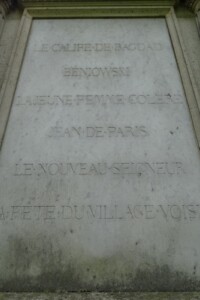 LE·CALIFE·DE·BAGDAD
BENIOWSKI
LA·JEUNE·FEMME·COLERE
JEAN·DE·PARIS
LE·NOUVEAU·SEIGNEUR
LA·FETE·DU·VILLAGE·VOISI